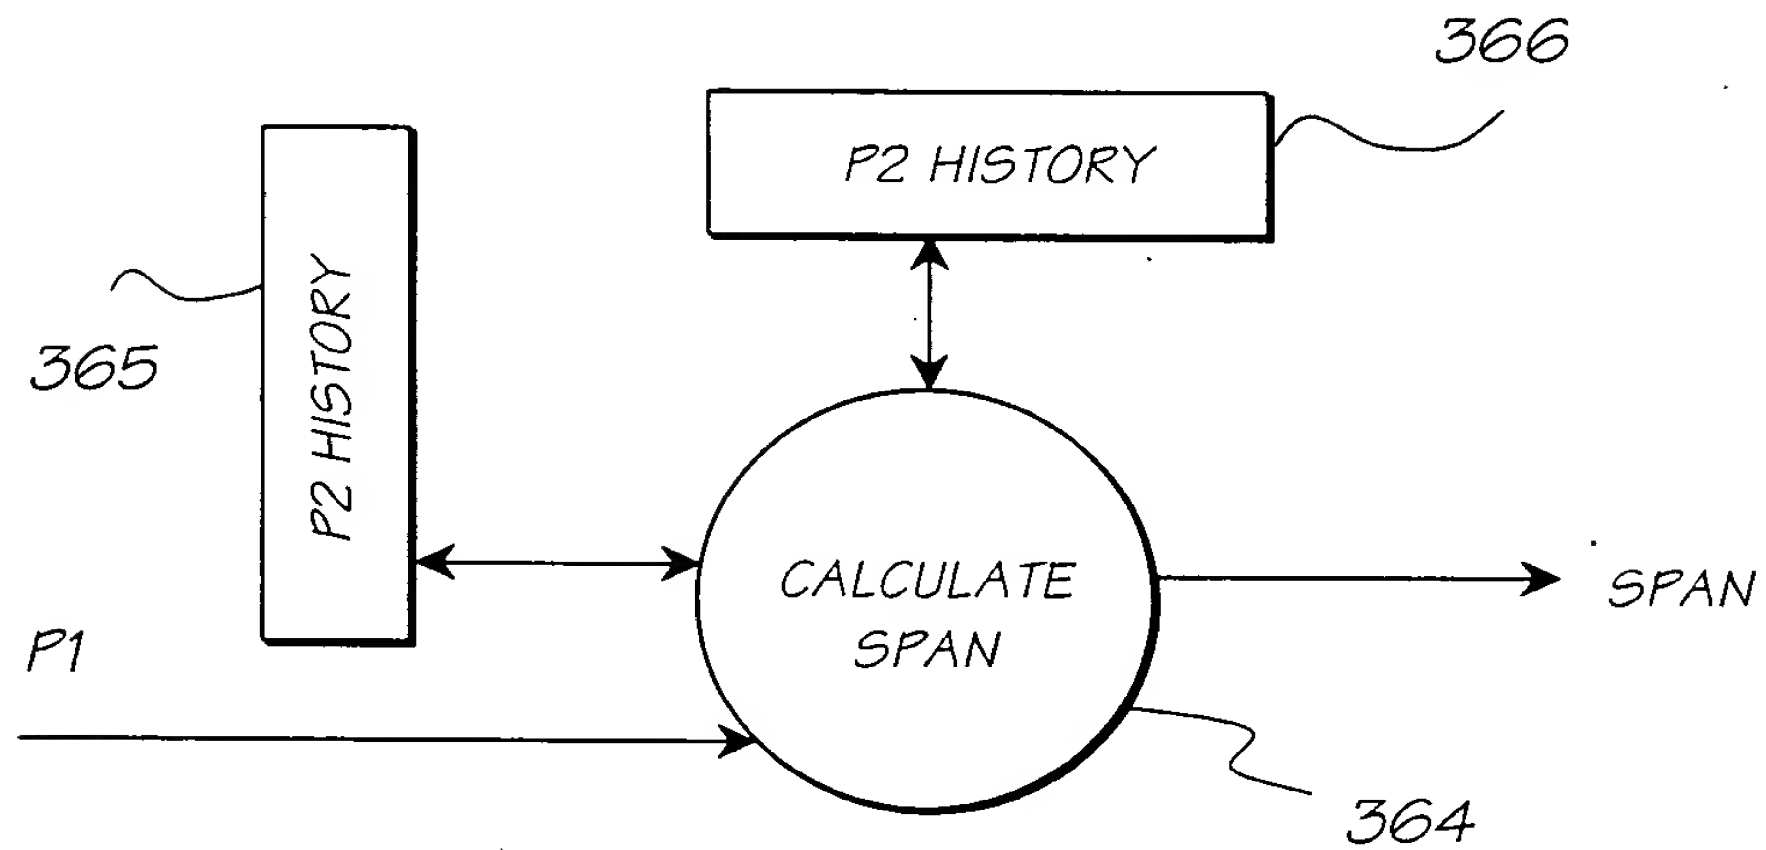 366
P2 HISTORY
365
P2 HISTORY
CALCULATE
SPAN
SPAN
P1
364